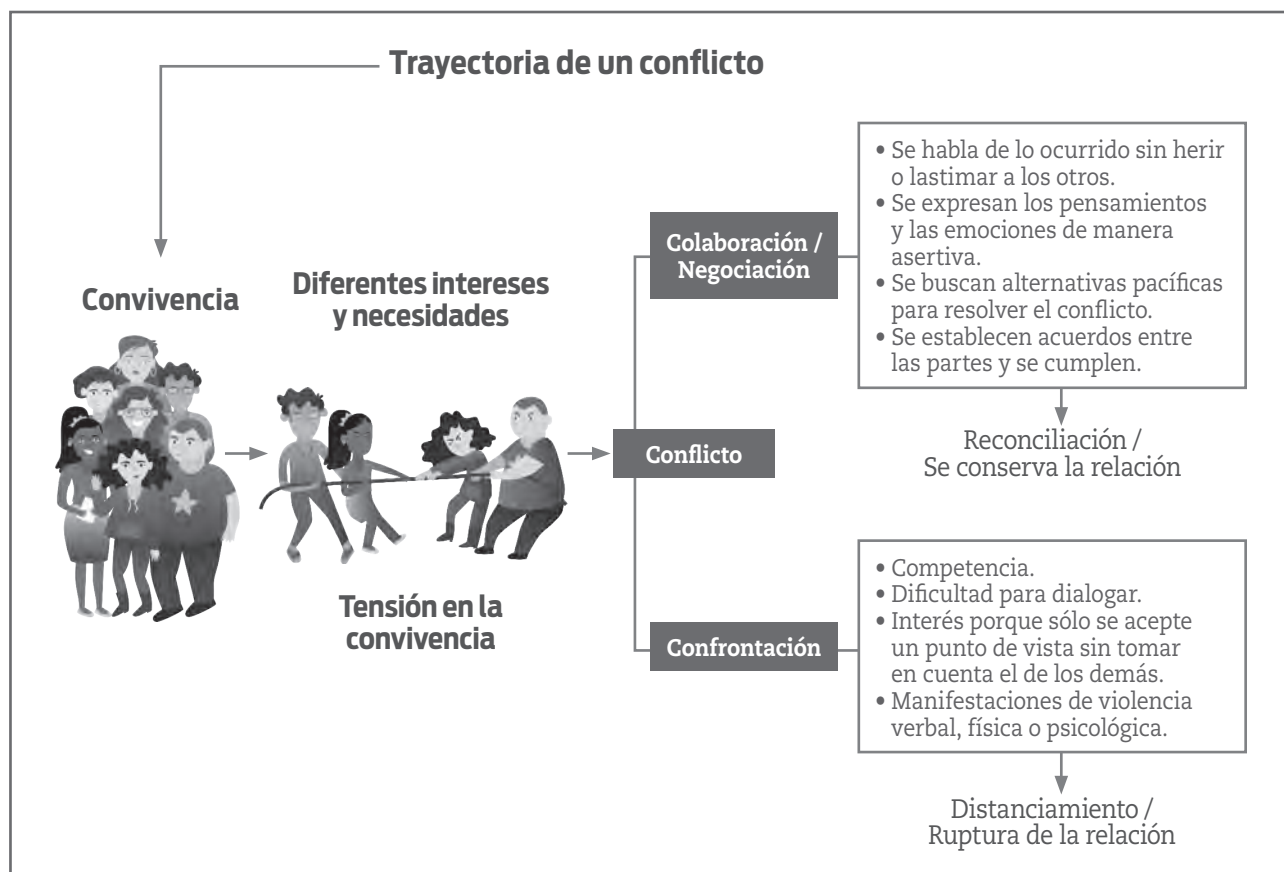 Trayectoria de un conflicto
Convivencia
Diferentes intereses
y necesidades
Tensión en la
convivencia
Conflicto
Colaboración /
Negociación
• Se habla de lo ocurrido sin herir
o lastimar a los otros.
• Se expresan los pensamientos
y las emociones de manera
asertiva.
• Se buscan alternativas pacíficas
para resolver el conflicto.
• Se establecen acuerdos entre
las partes y se cumplen.
Reconciliación /
Se conserva la relación
Confrontación
• Competencia.
• Dificultad para dialogar.
• Interés porque sólo se acepte
un punto de vista sin tomar
en cuenta el de los demás.
• Manifestaciones de violencia
verbal, física o psicológica.
Distanciamiento /
Ruptura de la relación